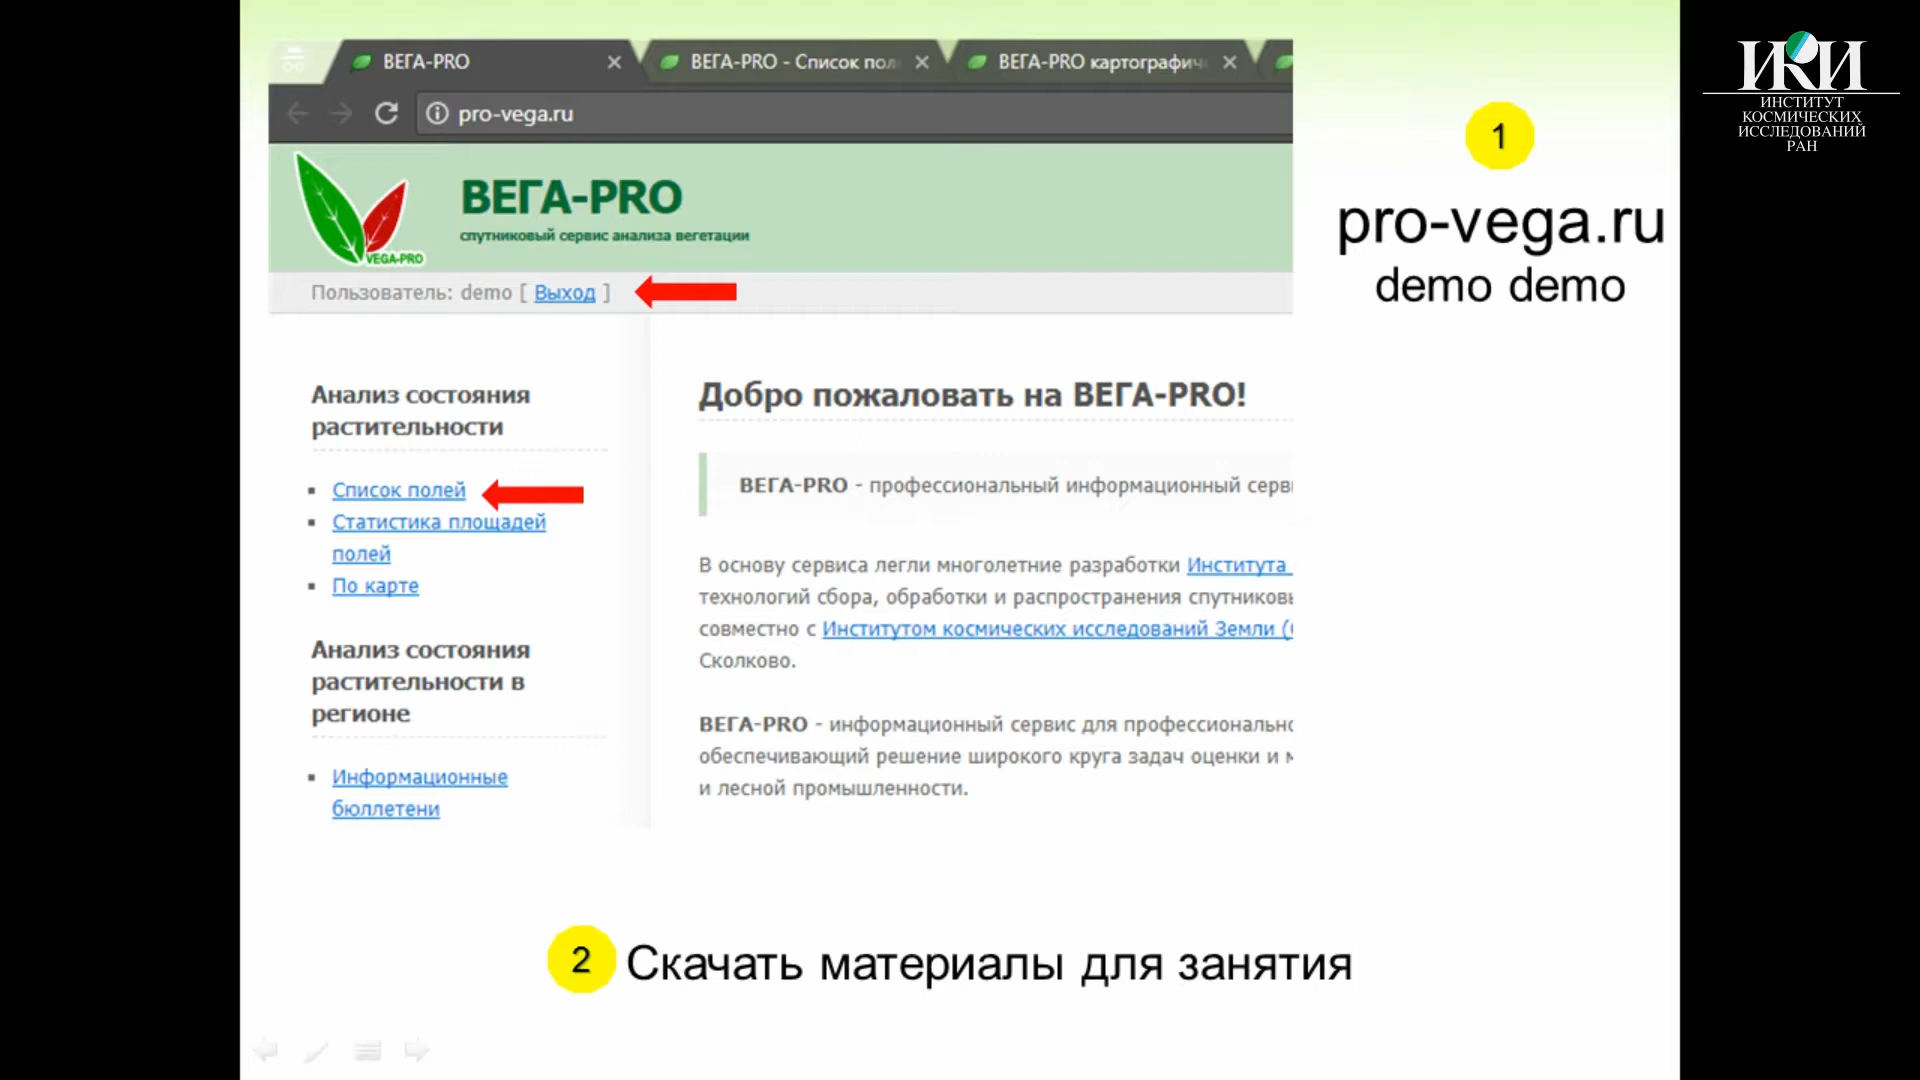 ВЕГА-PRO
ВЕГА-PRO - Список пол
ВЕГА-PRO картографич
pro-vega.ru
ВЕГА-PRO
спутниковый сервис анализа вегетации
VEGA-PRO
Пользователь: demo [ Выход ]
Анализ состояния
растительности
Список полей
Статистика площадей
полей
По карте
Анализ состояния
растительности в
регионе
Информационные
бюллетени
Добро пожаловать на ВЕГА-PRO!
ВЕГА-PRO - профессиональный информационный серви
В основу сервиса легли многолетние разработки Института
технологий сбора, обработки и распространения спутников
совместно с Институтом космических исследований Земли (
Сколково.
ВЕГА-PRO - информационный сервис для профессионально
обеспечивающий решение широкого круга задач оценки и м
и лесной промышленности.
1
pro-vega.ru
demo demo
2 Скачать материалы для занятия
ИКИ
ИНСТИТУТ
КОСМИЧЕСКИХ
ИССЛЕДОВАНИЙ
РАН